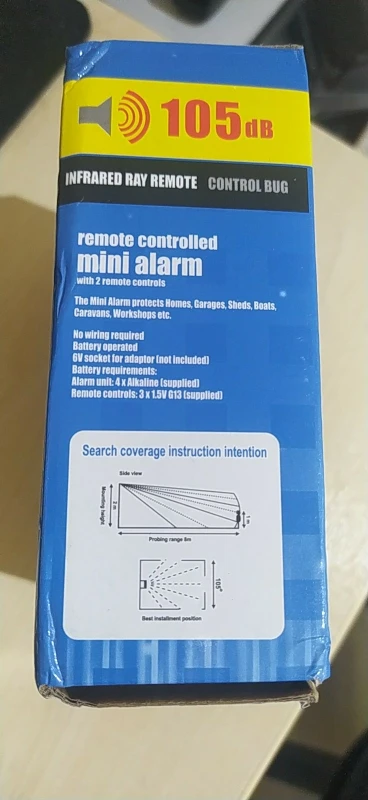 105dB
INFRARED RAY REMOTE CONTROL BUG
remote controlled
mini alarm
with 2 remote controls
The Mini Alarm protects Homes, Garages, Sheds, Boats,
Caravans, Workshops etc.
No wiring required
Battery operated
6V socket for adaptor (not included)
Battery requirements:
Alarm unit: 4 x Alkaline (supplied)
Remote controls: 3 x 1.5V G13 (supplied)
Search coverage instruction intention
Side view
Mounting height
2 m
1 m
Probing range 8m
105°
Best installment position